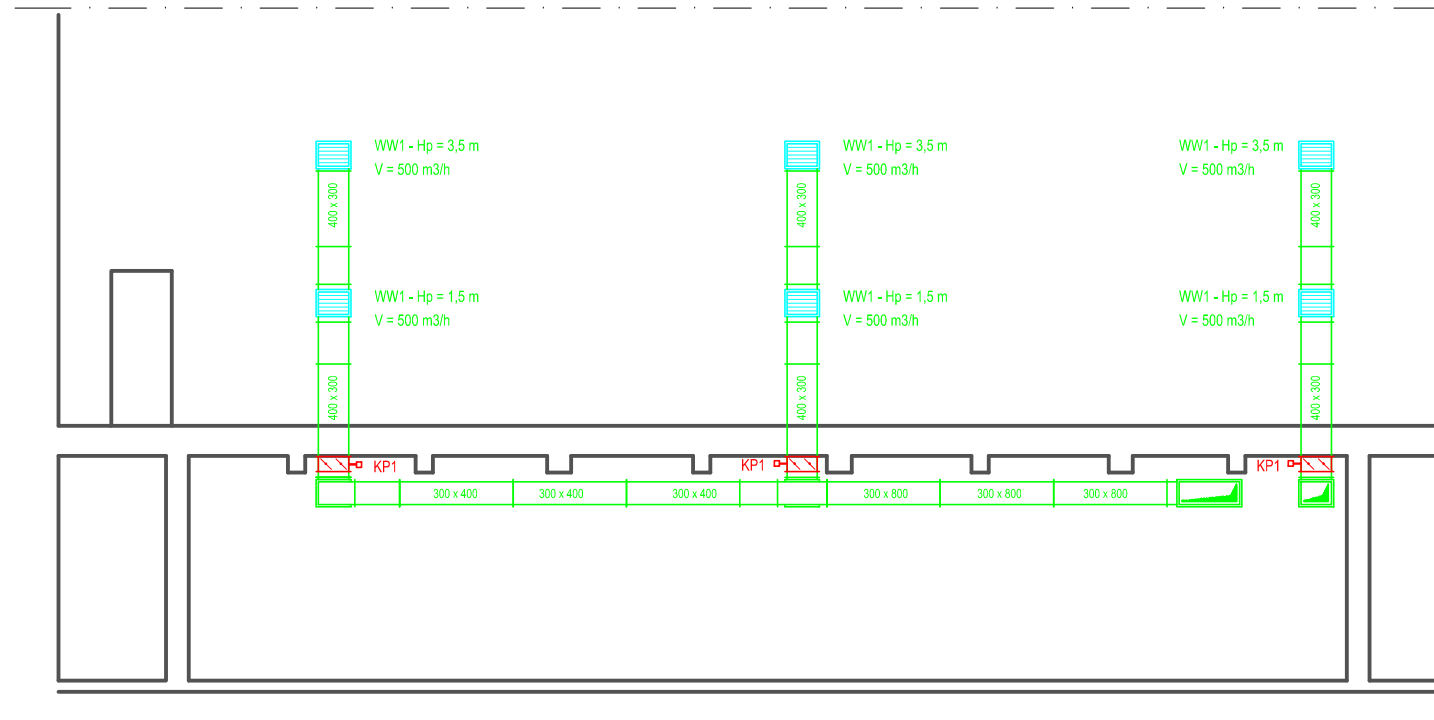 WW1 - Hp = 3,5 m
V = 500 m3/h
WW1 - Hp = 3,5 m
V = 500 m3/h
WW1 - Hp = 3,5 m
V = 500 m3/h
400 x 300
400 x 300
400 x 300
WW1 - Hp = 1,5 m
V = 500 m3/h
WW1 - Hp = 1,5 m
V = 500 m3/h
WW1 - Hp = 1,5 m
V = 500 m3/h
400 x 300
400 x 300
400 x 300
KP1
KP1
KP1
300 x 400
300 x 400
300 x 400
300 x 800
300 x 800
300 x 800